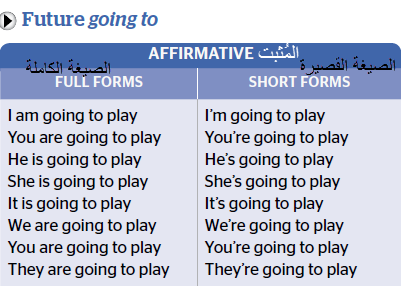 Future going to
AFFIRMATIVE المُثبت
الصيغة الكاملة الصيغة القصيرة
FULL FORMS SHORT FORMS
I am going to play I'm going to play
You are going to play You're going to play
He is going to play He's going to play
She is going to play She's going to play
It is going to play It's going to play
We are going to play We're going to play
You are going to play You're going to play
They are going to play They're going to play